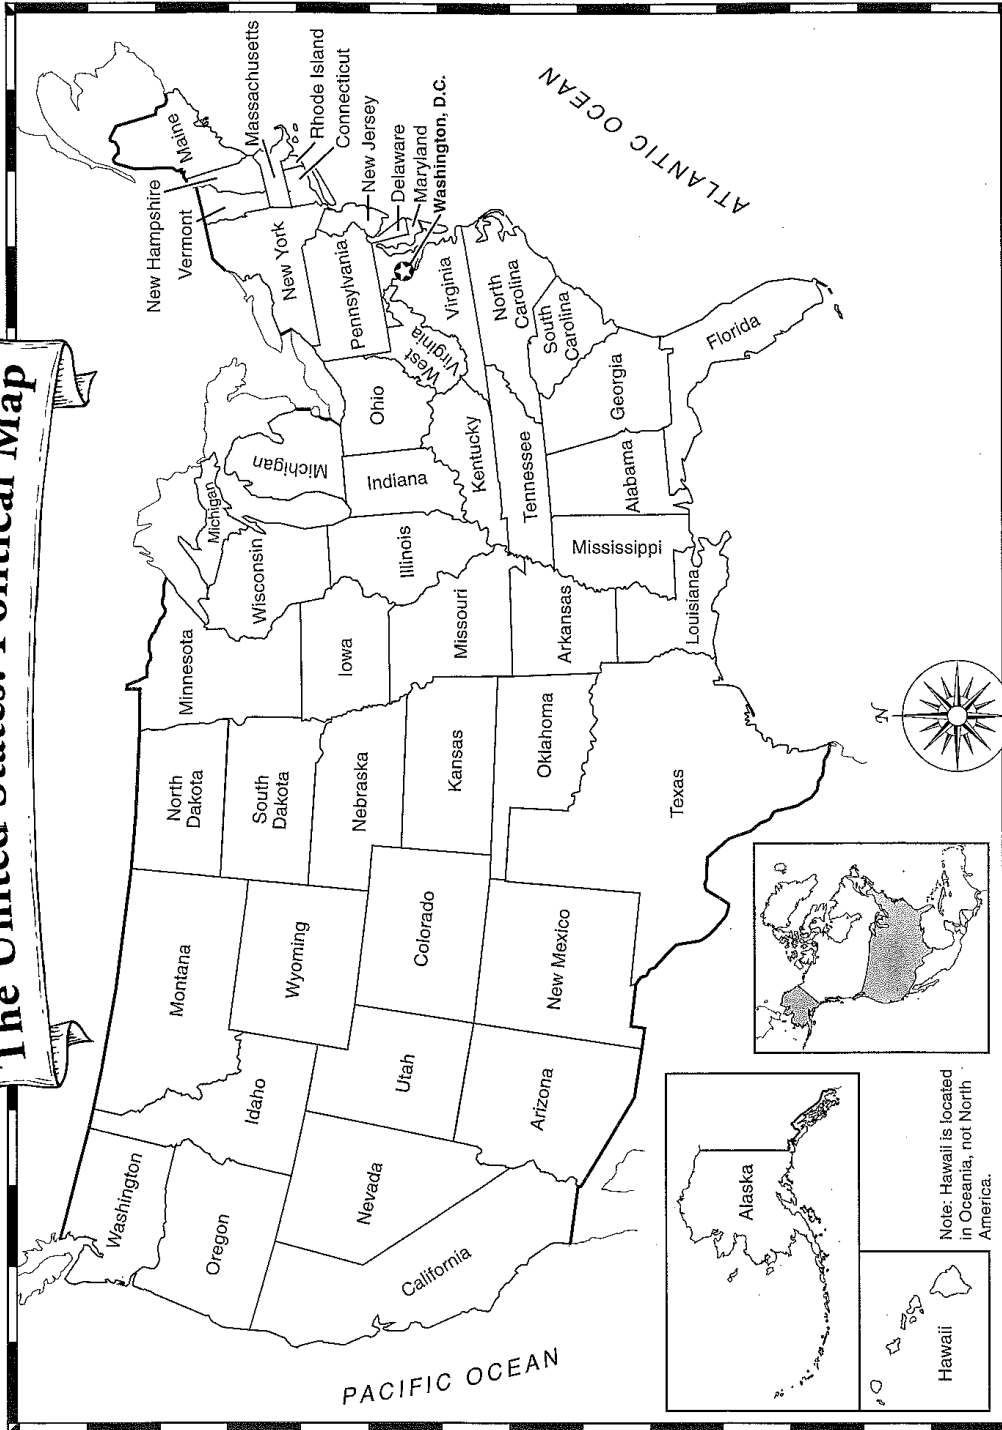 The United States: Political Map
Washington
Oregon
California
Nevada
Idaho
Montana
Wyoming
Utah
Arizona
Colorado
New Mexico
North
Dakota
South
Dakota
Nebraska
Kansas
Oklahoma
Texas
Minnesota
Iowa
Missouri
Arkansas
Louisiana
Wisconsin
Illinois
Michigan
Michigan
Indiana
Ohio
Kentucky
Tennessee
Mississippi
Alabama
Georgia
Florida
South
Carolina
North
Carolina
Virginia
West
Virginia
Pennsylvania
New York
Vermont
New Hampshire
Maine
Massachusetts
Rhode Island
Connecticut
New Jersey
Delaware
Maryland
Washington, D.C.
PACIFIC OCEAN
ATLANTIC OCEAN
N
Alaska
Hawaii
Note: Hawaii is located
in Oceania, not North
America.